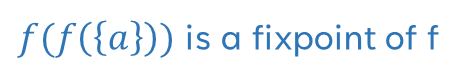 𝑓(𝑓({𝑎})) is a fixpoint of f